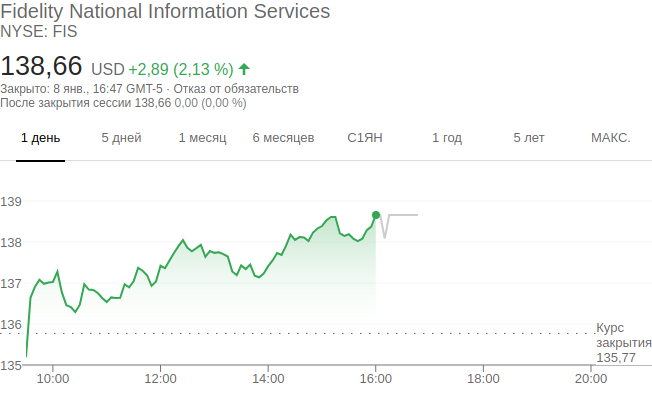 Fidelity National Information Services
NYSE: FIS
138,66 USD +2,89 (2,13 %)
Закрыто: 8 янв., 16:47 GMT-5 · Отказ от обязательств
После закрытия сессии 138,66 0,00 (0,00 %)
1 день 5 дней 1 месяц 6 месяцев С1ЯН 1 год 5 лет МАКС.
139
138
137
136
Курс
закрытия
135,77
135
10:00 12:00 14:00 16:00 18:00 20:00